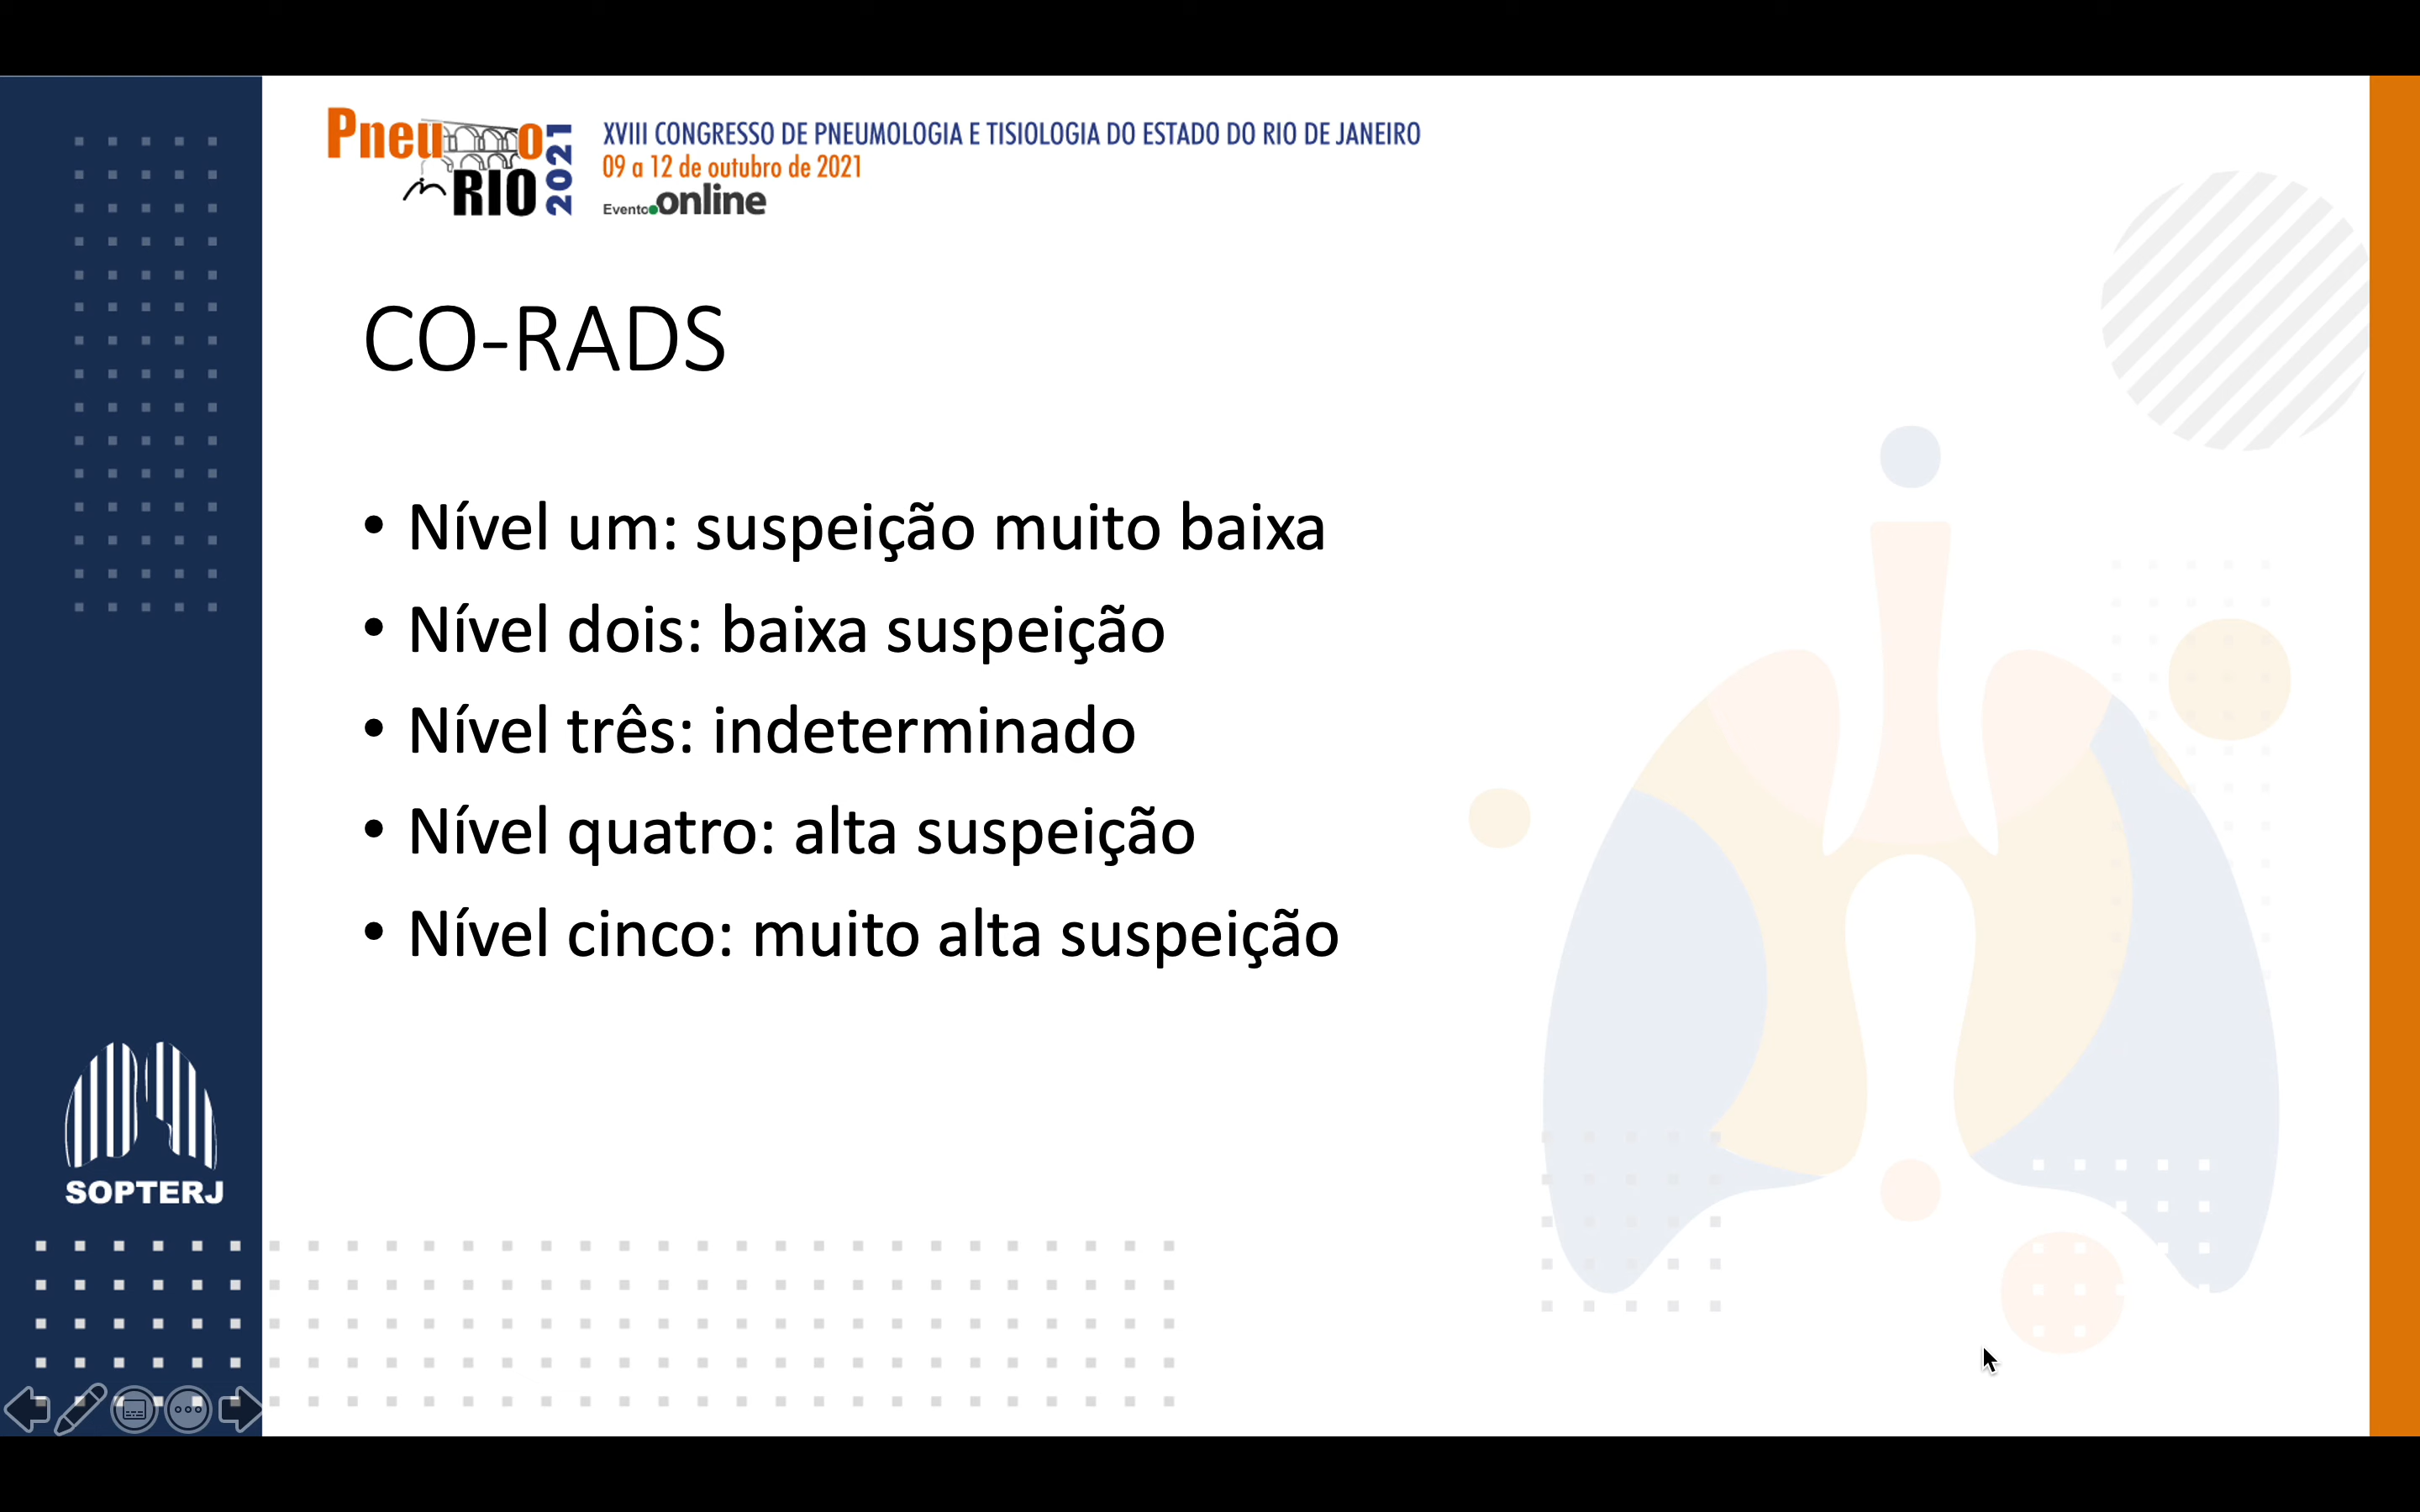 Pneu o
RIO
2021
XVIII CONGRESSO DE PNEUMOLOGIA E TISIOLOGIA DO ESTADO DO RIO DE JANEIRO
09 a 12 de outubro de 2021
Evento online
CO-RADS
• Nível um: suspeição muito baixa
• Nível dois: baixa suspeição
• Nível três: indeterminado
• Nível quatro: alta suspeição
• Nível cinco: muito alta suspeição
SOPTERJ